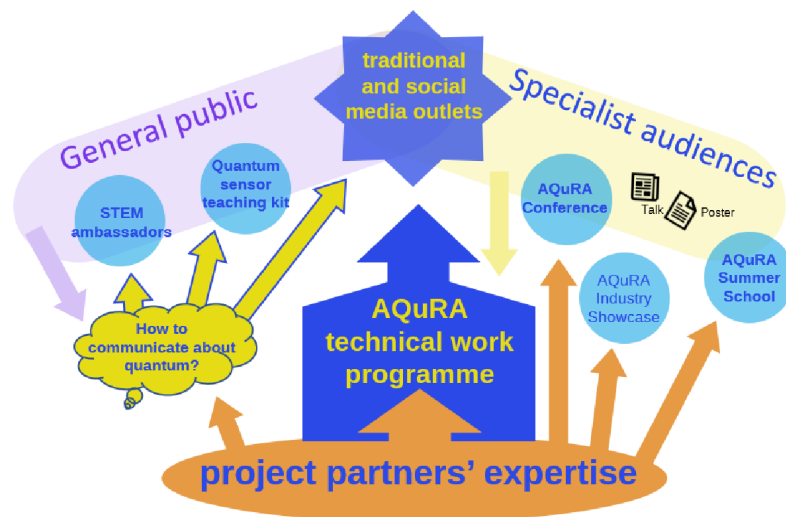 traditional
and social
media outlets
General public
Specialist audiences
Quantum
sensor
teaching kit
STEM
ambassadors
AQuRA
Conference
Talk
Poster
AQuRA
Industry
Showcase
AQuRA
Summer
School
How to
communicate about
quantum?
AQuRA
technical work
programme
project partners’ expertise